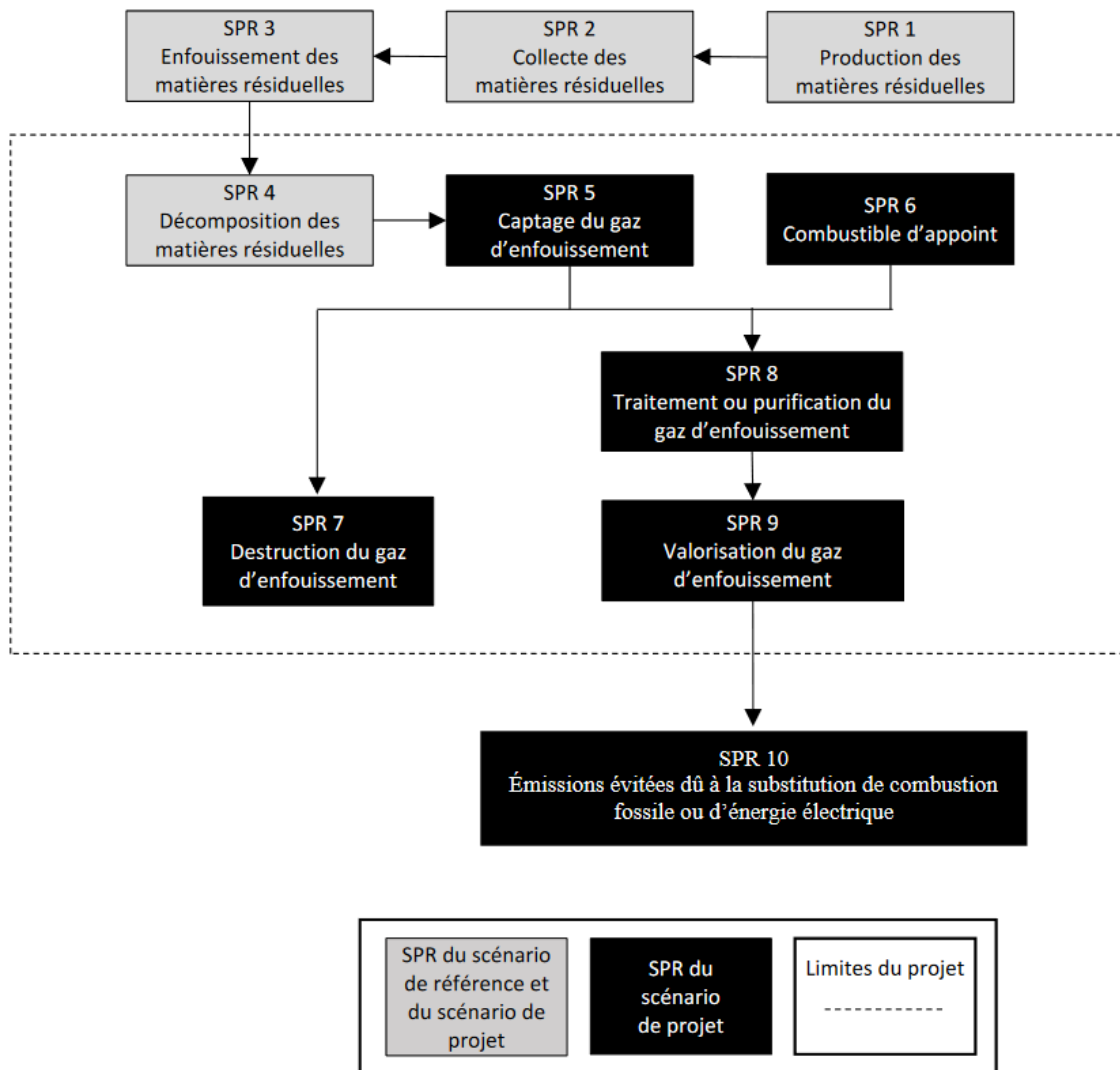 SPR 3
Enfouissement des
matières résiduelles
SPR 2
Collecte des
matières résiduelles
SPR 1
Production des
matières résiduelles
SPR 4
Décomposition des
matières résiduelles
SPR 5
Captage du gaz
d’enfouissement
SPR 6
Combustible d’appoint
SPR 8
Traitement ou purification du
gaz d’enfouissement
SPR 7
Destruction du gaz
d’enfouissement
SPR 9
Valorisation du gaz
d’enfouissement
SPR 10
Émissions évitées dû à la substitution de combustion
fossile ou d’énergie électrique
SPR du scénario
de référence et
du scénario de
projet
SPR du
scénario
de projet
Limites du projet